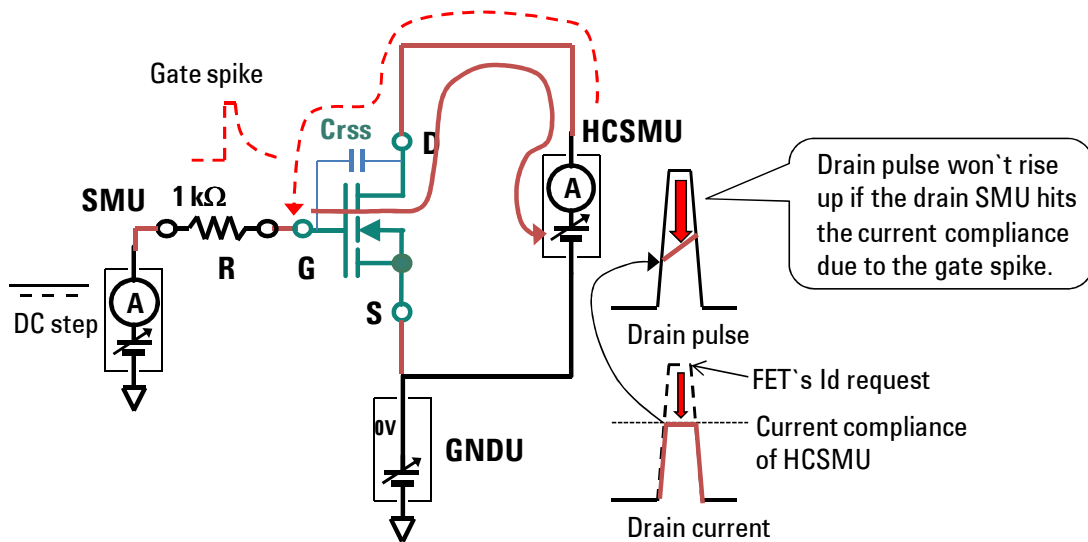 Gate spike
Crss
D
HCSMU
A
SMU
1 kΩ
R
G
S
A
DC step
0V
GNDU
Drain pulse won`t rise
up if the drain SMU hits
the current compliance
due to the gate spike.
Drain pulse
FET`s Id request
Current compliance
of HCSMU
Drain current